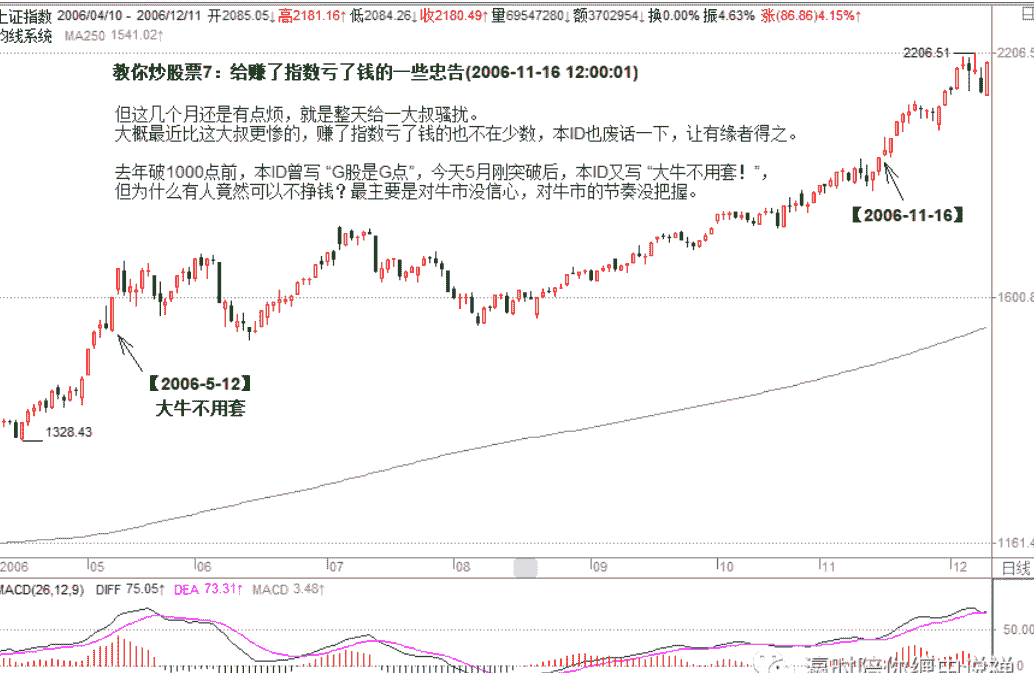 上证指数 2006/04/10 - 2006/12/11 开2085.05↓高2181.16↑低2084.26↓收2180.49↑量69547280↓额3702954↓换0.00% 振4.63% 涨(86.86)4.15%↑
均线系统 MA250 1541.02↑
2206.51
2206.5
教你炒股票7：给赚了指数亏了钱的一些忠告(2006-11-16 12:00:01)
但这几个月还是有点烦，就是整天给一大叔骚扰。
大概最近比这大叔更惨的，赚了指数亏了钱的也不在少数，本ID也废话一下，让有缘者得之。
去年破1000点前，本ID曾写 “G股是G点”，今天5月刚突破后，本ID又写 “大牛不用套！”，
但为什么有人竟然可以不挣钱？最主要是对牛市没信心，对牛市的节奏没把握。
【2006-11-16】
1600.8
【2006-5-12】
大牛不用套
1328.43
1161.4
2006 05 06 07 08 09 10 11 12 日线
MACD(26,12,9) DIFF 75.05↑ DEA 73.31↑ MACD 3.48↑
50.00